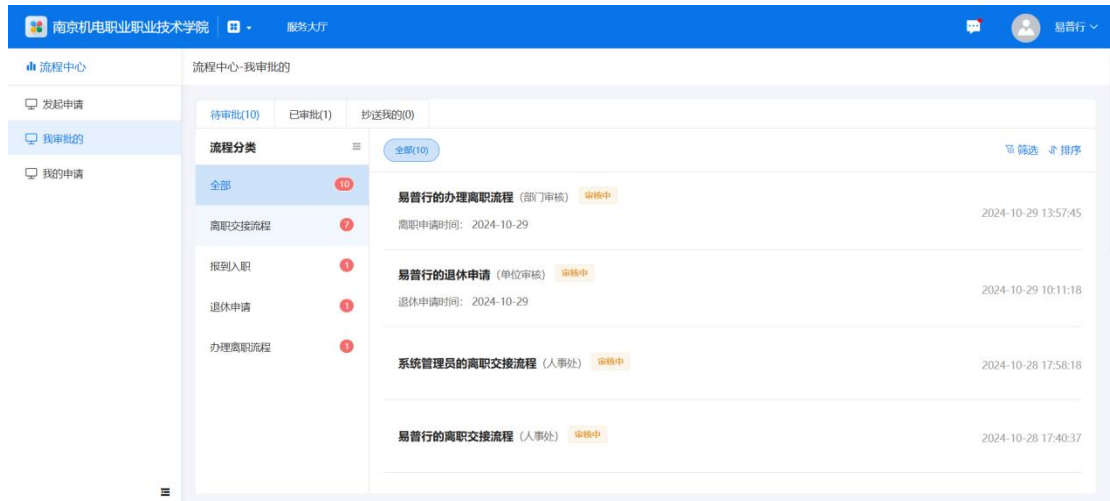 南京机电职业职业技术学院
服务大厅
易普行
流程中心
流程中心-我审批的
发起申请
我审批的
我的申请
待审批(10) 已审批(1) 抄送我的(0)
流程分类
全部 10
离职交接流程 7
报到入职 1
退休申请 1
办理离职流程 1
全部(10)
筛选 排序
易普行的办理离职流程（部门审核） 审核中
离职申请时间： 2024-10-29
2024-10-29 13:57:45
易普行的退休申请（单位审核） 审核中
退休申请时间： 2024-10-29
2024-10-29 10:11:18
系统管理员的离职交接流程（人事处） 审核中
2024-10-28 17:58:18
易普行的离职交接流程（人事处） 审核中
2024-10-28 17:40:37